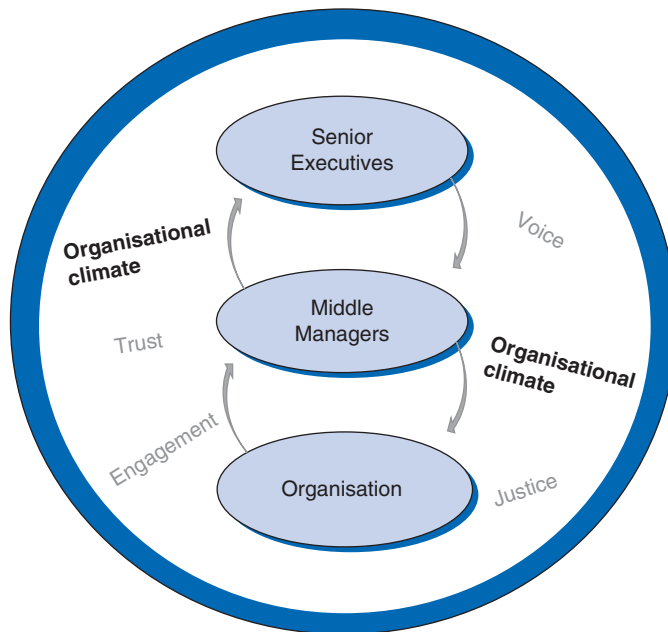 Senior
Executives
Organisational
climate
Voice
Middle
Managers
Trust
Organisational
climate
Engagement
Organisation
Justice